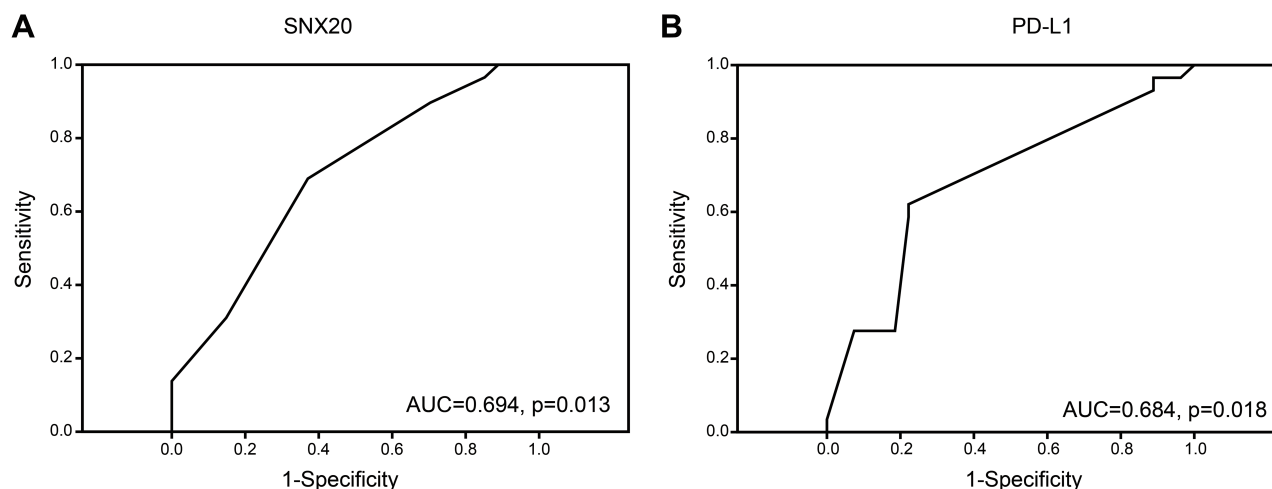 A
SNX20
1.0
0.8
0.6
0.4
0.2
0.0
Sensitivity
AUC=0.694, p=0.013
0.0 0.2 0.4 0.6 0.8 1.0
1-Specificity
B
PD-L1
1.0
0.8
0.6
0.4
0.2
0.0
Sensitivity
AUC=0.684, p=0.018
0.0 0.2 0.4 0.6 0.8 1.0
1-Specificity